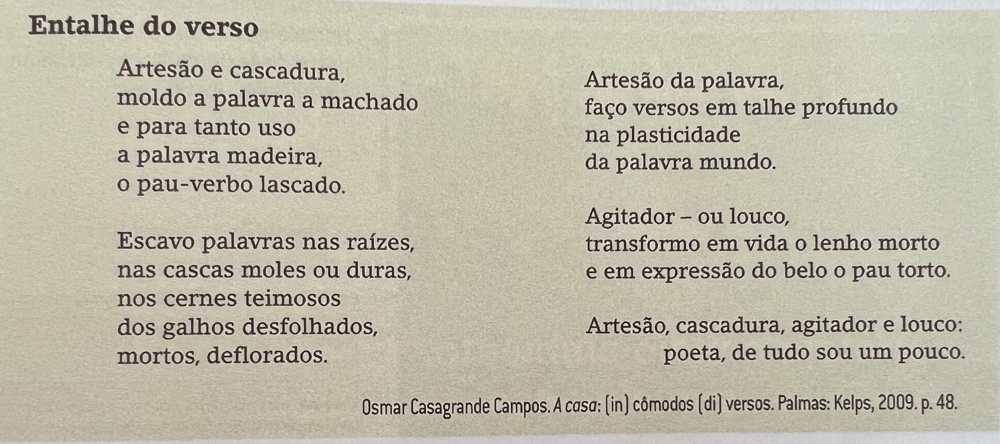 Entalhe do verso
Artesão e cascadura,
moldo a palavra a machado
e para tanto uso
a palavra madeira,
o pau-verbo lascado.
Escavo palavras nas raízes,
nas cascas moles ou duras,
nos cernes teimosos
dos galhos desfolhados,
mortos, deflorados.
Artesão da palavra,
faço versos em talhe profundo
na plasticidade
da palavra mundo.
Agitador – ou louco,
transformo em vida o lenho morto
e em expressão do belo o pau torto.
Artesão, cascadura, agitador e louco:
poeta, de tudo sou um pouco.
Osmar Casagrande Campos. A casa: (in) cômodos (di) versos. Palmas: Kelps, 2009. p. 48.